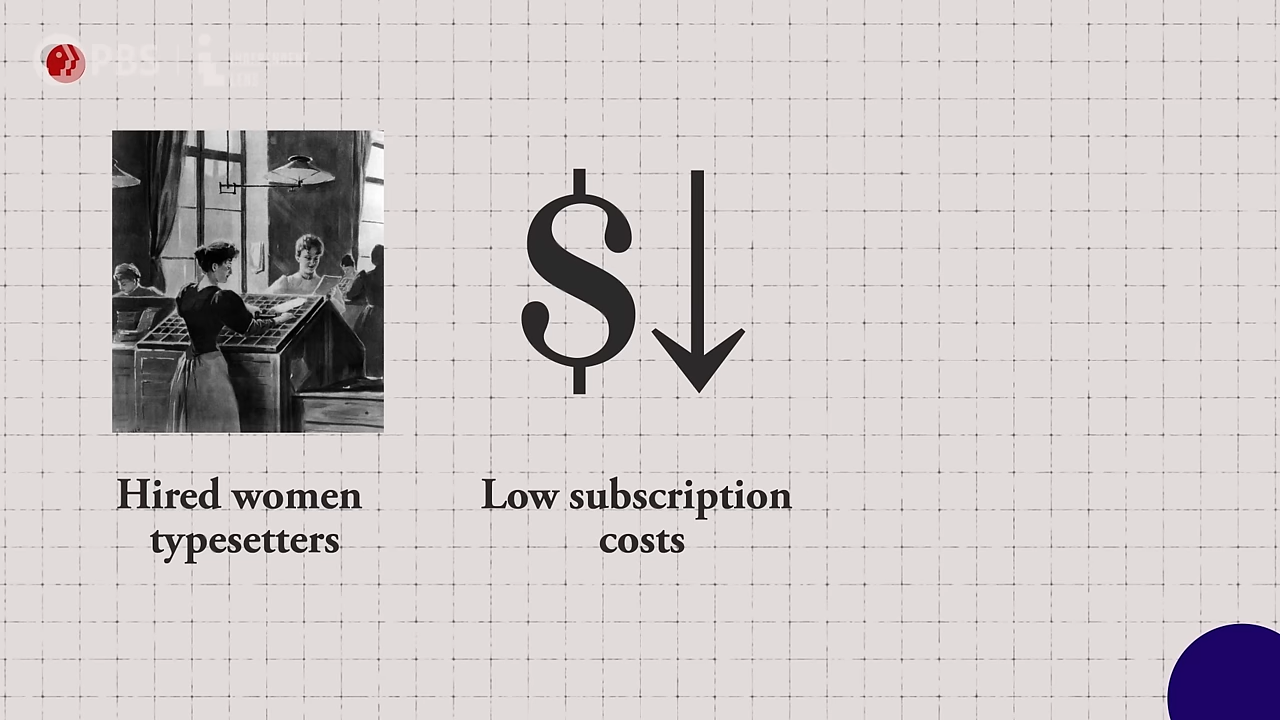 PBS
Hired women
typesetters
$
Low subscription
costs